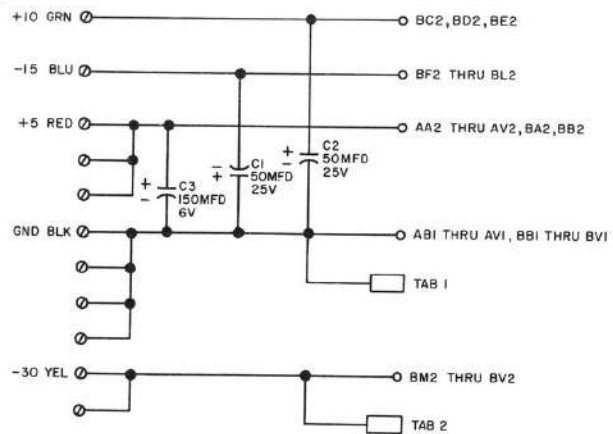 +10 GRN
BC2, BD2, BE2
-15 BLU
BF2 THRU BL2
+5 RED
AA2 THRU AV2, BA2, BB2
+
-
C3
150MFD
6V
-
+
C1
50MFD
25V
+
-
C2
50MFD
25V
GND BLK
AB1 THRU AV1, BB1 THRU BV1
TAB 1
-30 YEL
BM2 THRU BV2
TAB 2